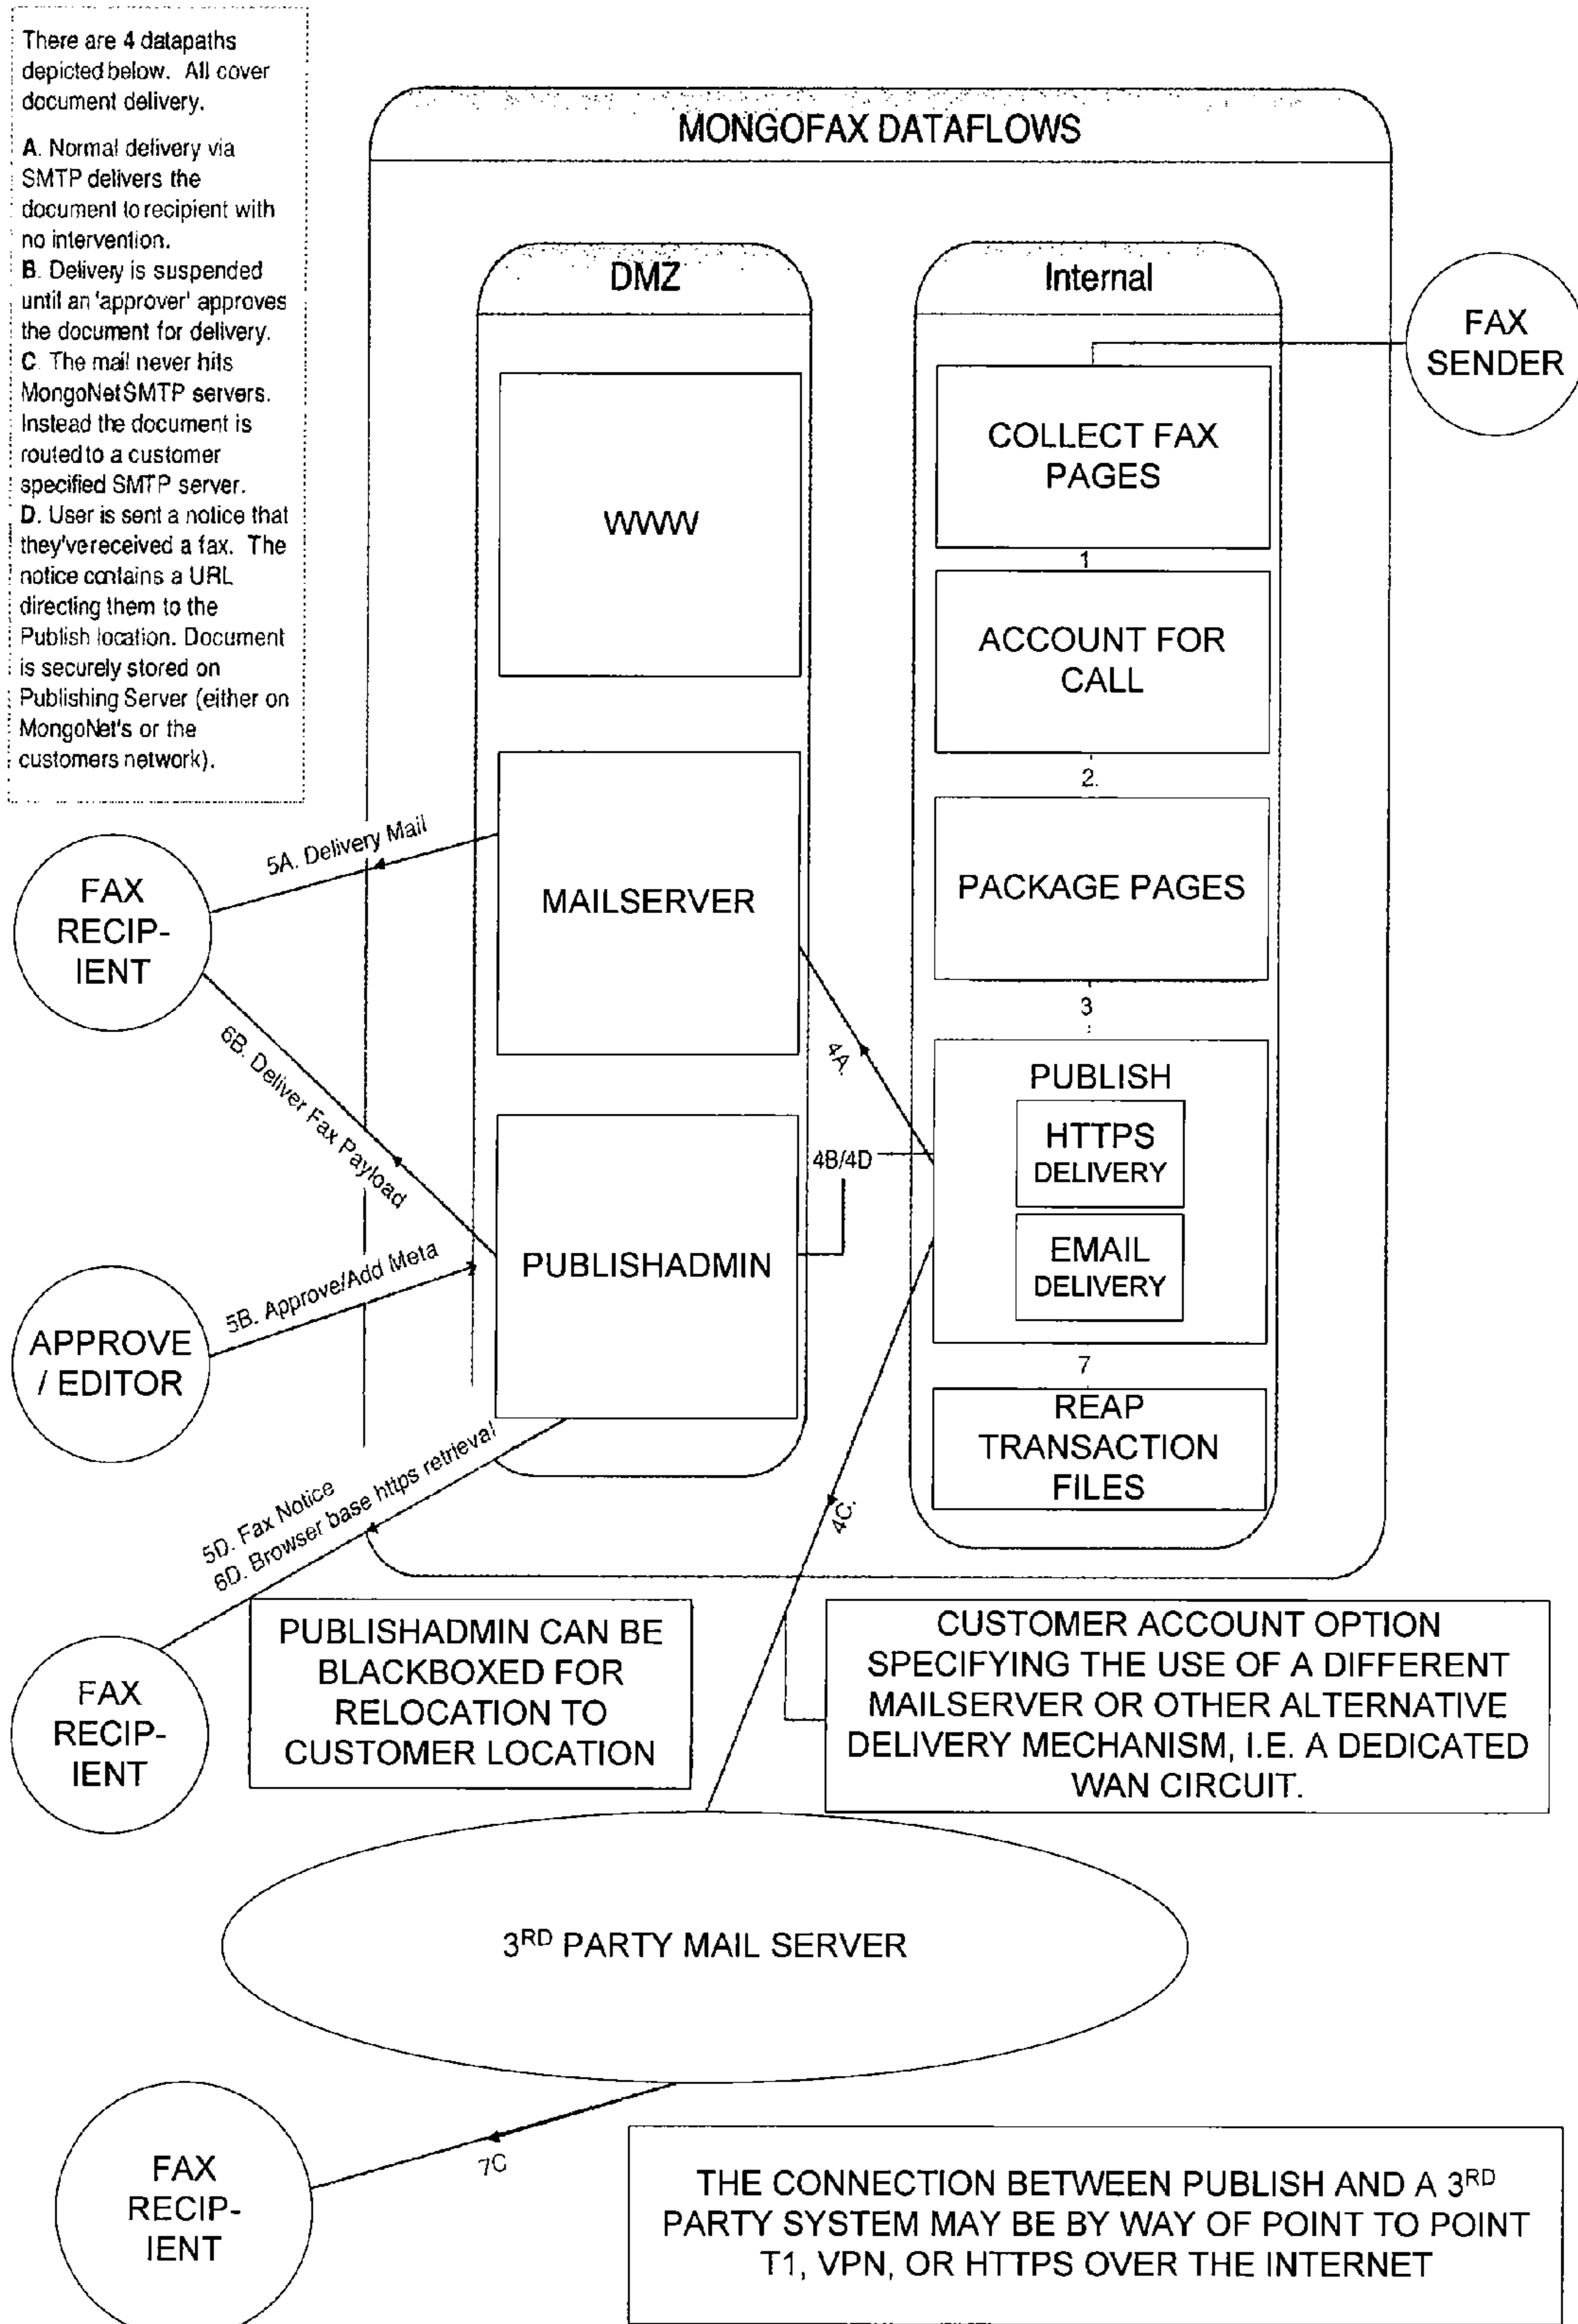 There are 4 datapaths
depicted below. All cover
document delivery.
A. Normal delivery via
SMTP delivers the
document to recipient with
no intervention.
B. Delivery is suspended
until an 'approver' approves
the document for delivery.
C. The mail never hits
MongoNet SMTP servers.
Instead the document is
routed to a customer
specified SMTP server.
D. User is sent a notice that
they've received a fax. The
notice contains a URL
directing them to the
Publish location. Document
is securely stored on
Publishing Server (either on
MongoNet's or the
customers network).
MONGOFAX DATAFLOWS
DMZ
WWW
MAILSERVER
PUBLISHADMIN
Internal
FAX
SENDER
COLLECT FAX
PAGES
1
ACCOUNT FOR
CALL
2.
PACKAGE PAGES
3
PUBLISH
HTTPS
DELIVERY
EMAIL
DELIVERY
7
REAP
TRANSACTION
FILES
4A.
4B/4D
4C.
5A. Delivery Mail
FAX
RECIP-
IENT
6B. Deliver Fax Payload
5B. Approve/Add Meta
APPROVE
/ EDITOR
5D. Fax Notice
6D. Browser base https retrieval
FAX
RECIP-
IENT
PUBLISHADMIN CAN BE
BLACKBOXED FOR
RELOCATION TO
CUSTOMER LOCATION
CUSTOMER ACCOUNT OPTION
SPECIFYING THE USE OF A DIFFERENT
MAILSERVER OR OTHER ALTERNATIVE
DELIVERY MECHANISM, I.E. A DEDICATED
WAN CIRCUIT.
3RD PARTY MAIL SERVER
7C
FAX
RECIP-
IENT
THE CONNECTION BETWEEN PUBLISH AND A 3RD
PARTY SYSTEM MAY BE BY WAY OF POINT TO POINT
T1, VPN, OR HTTPS OVER THE INTERNET